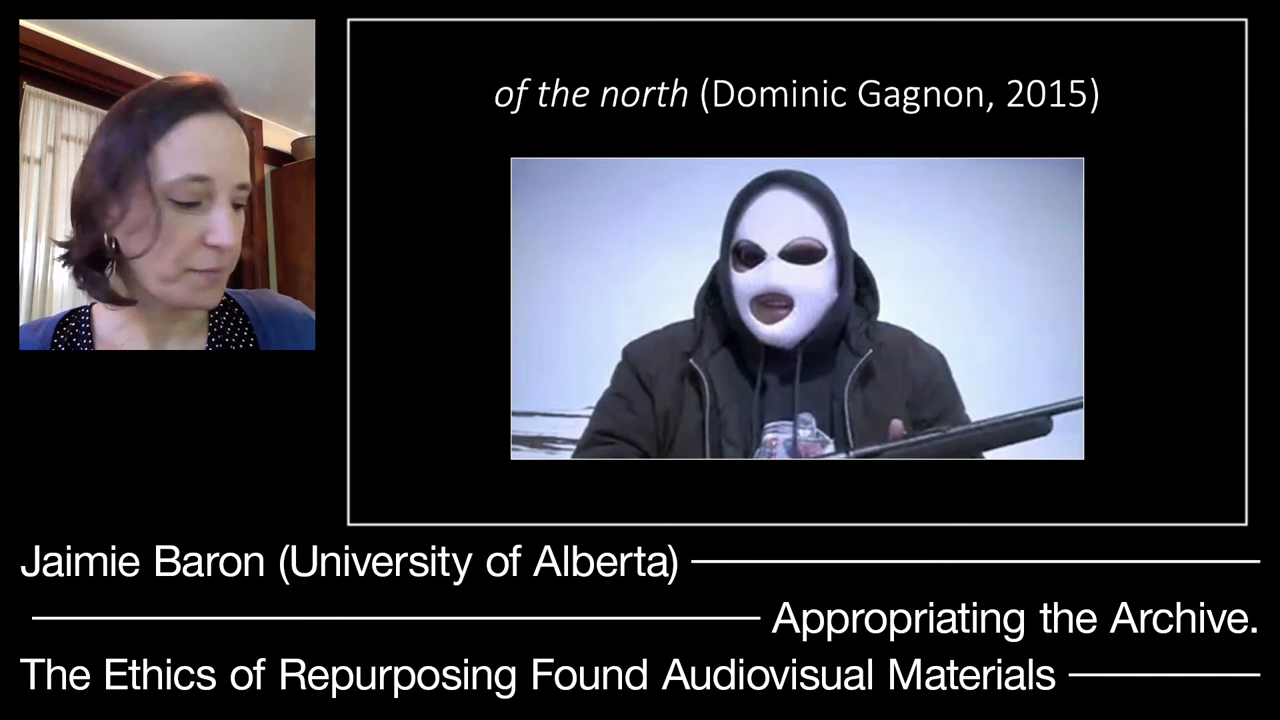 of the north (Dominic Gagnon, 2015)
Jaimie Baron (University of Alberta)
Appropriating the Archive.
The Ethics of Repurposing Found Audiovisual Materials